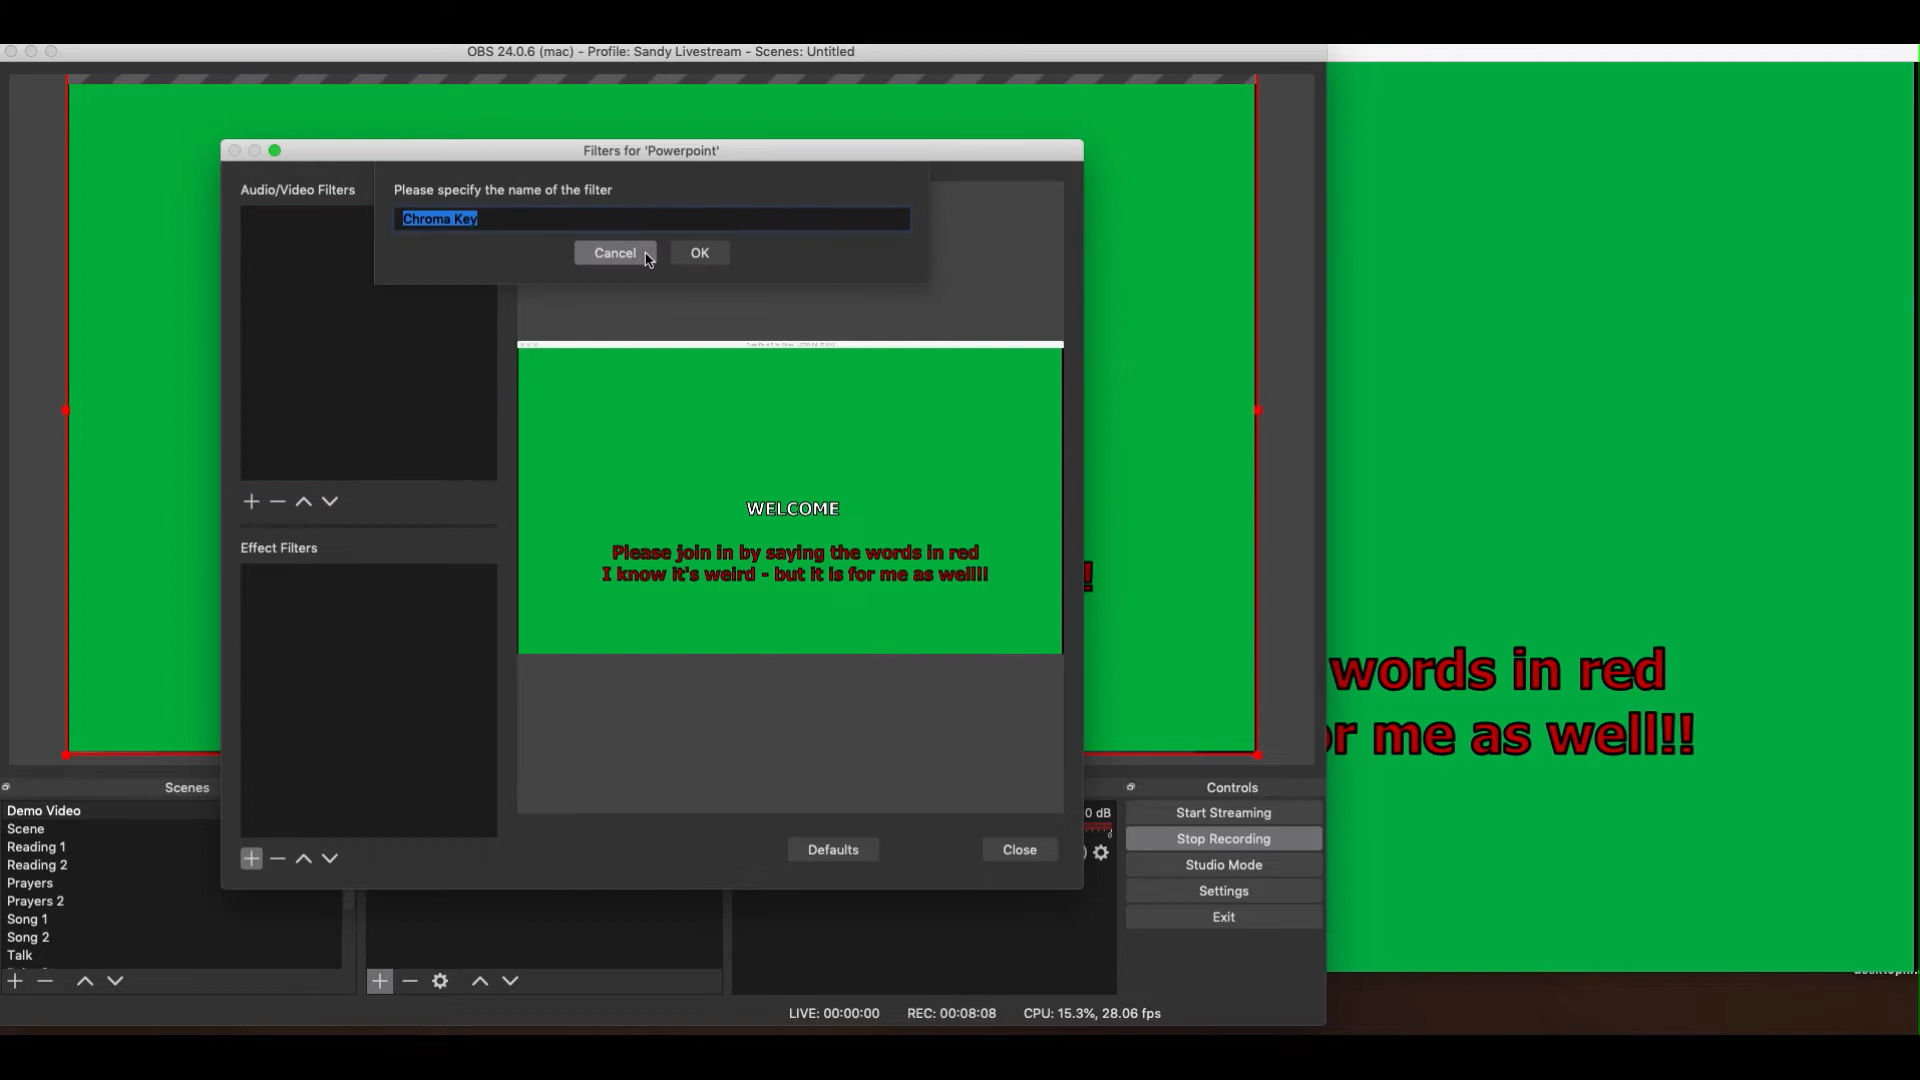 OBS 24.0.6 (mac) - Profile: Sandy Livestream - Scenes: Untitled
Filters for 'Powerpoint'
Audio/Video Filters
Please specify the name of the filter
Chroma Key
Cancel
OK
WELCOME
Please join in by saying the words in red
I know it's weird - but it is for me as well!!
Effect Filters
!
words in red
or me as well!!
Defaults
Close
Scenes
Demo Video
Scene
Reading 1
Reading 2
Prayers
Prayers 2
Song 1
Song 2
Talk
0 dB
Controls
Start Streaming
Stop Recording
Studio Mode
Settings
Exit
LIVE: 00:00:00
REC: 00:08:08
CPU: 15.3%, 28.06 fps